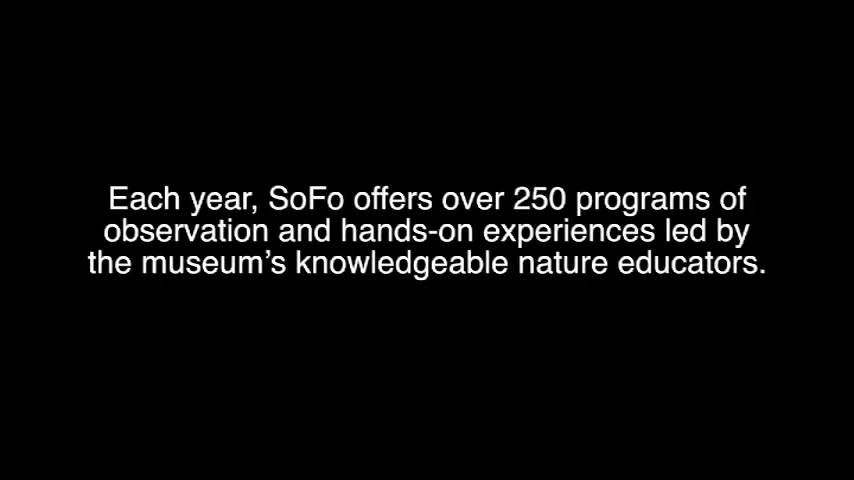 Each year, SoFo offers over 250 programs of
observation and hands-on experiences led by
the museum’s knowledgeable nature educators.